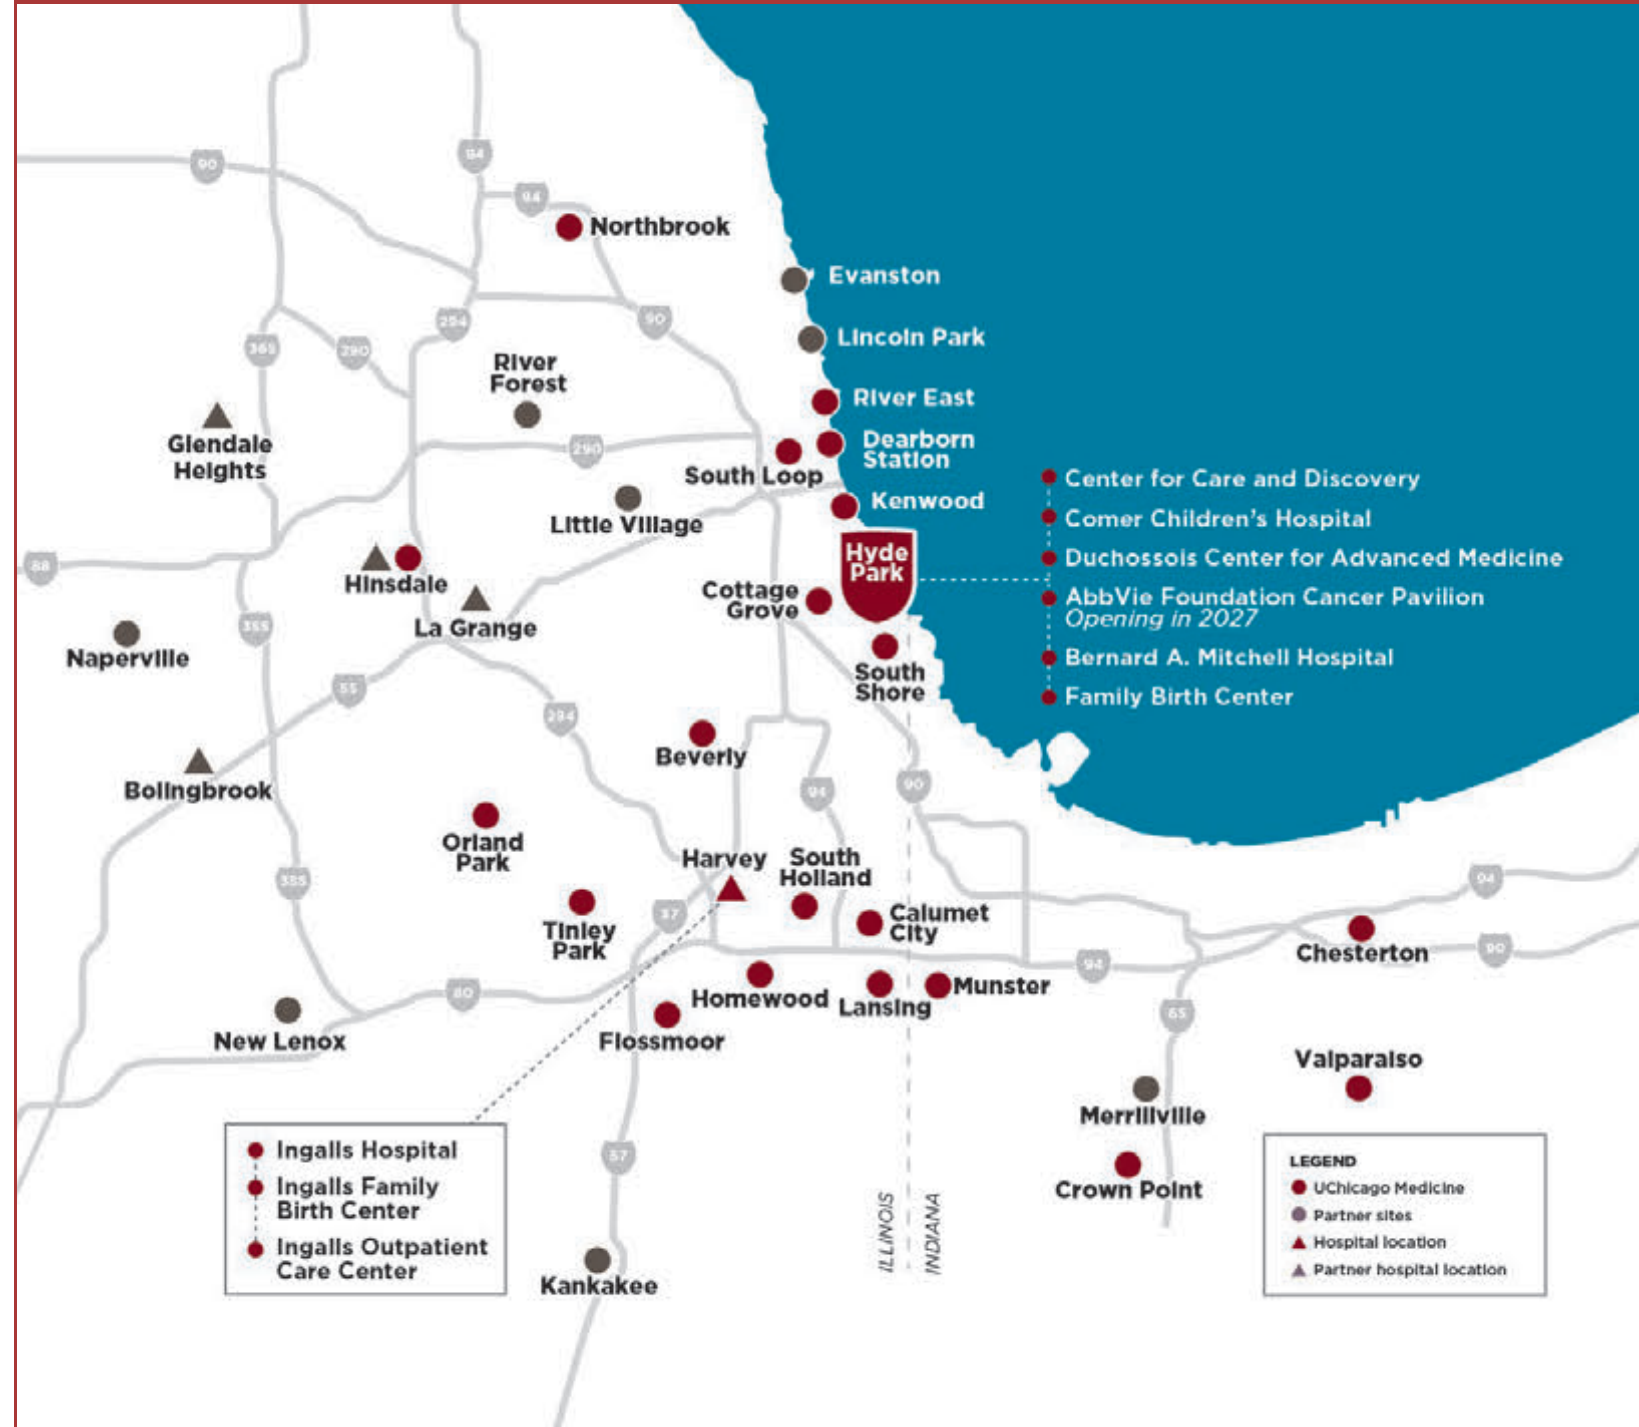 90
94
94
Northbrook
Evanston
294
90
Lincoln Park
365
290
River
Forest
River East
Glendale
Heights
290
Dearborn
Station
South Loop
Kenwood
Center for Care and Discovery
Comer Children's Hospital
Duchossois Center for Advanced Medicine
AbbVie Foundation Cancer Pavilion
Opening in 2027
Bernard A. Mitchell Hospital
Family Birth Center
Little Village
Hyde
Park
88
Hinsdale
Cottage
Grove
La Grange
355
Naperville
South
Shore
55
294
Beverly
Bolingbrook
94
90
Orland
Park
Harvey
South
Holland
355
94
57
Calumet
City
Tinley
Park
Chesterton
90
94
80
Homewood
Lansing
Munster
New Lenox
Flossmoor
65
Valparaiso
Merrillville
57
Crown Point
Ingalls Hospital
Ingalls Family
Birth Center
Ingalls Outpatient
Care Center
ILLINOIS
INDIANA
Kankakee
LEGEND
UChicago Medicine
Partner sites
Hospital location
Partner hospital location